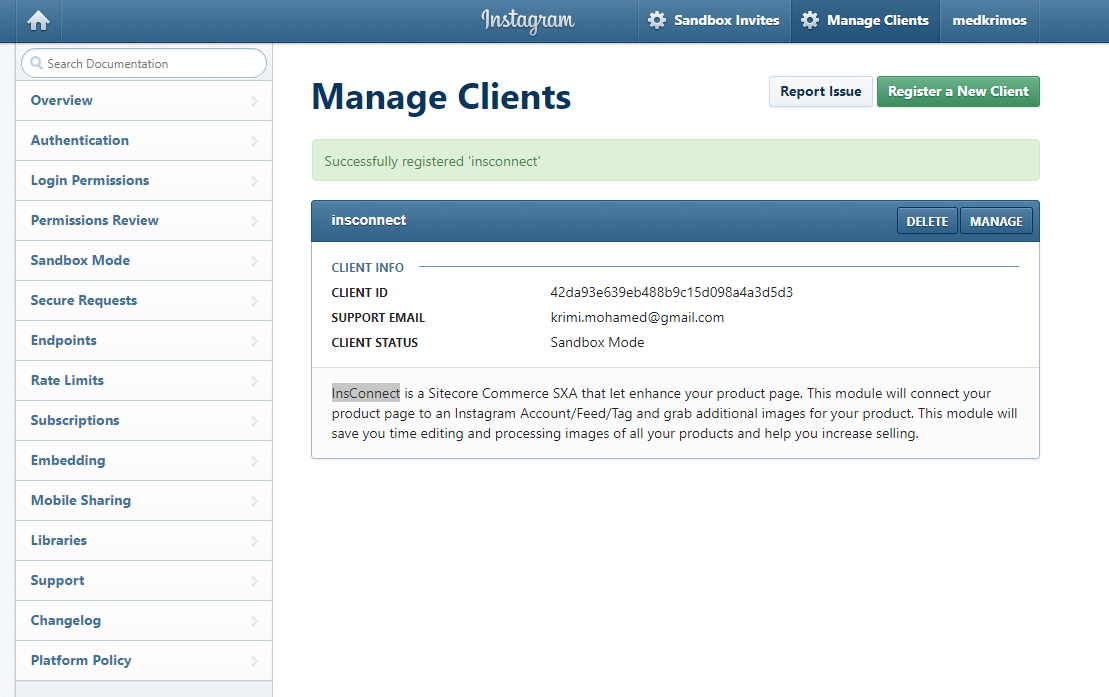 Instagram
Sandbox Invites
Manage Clients
medkrimos
Search Documentation
Overview
Authentication
Login Permissions
Permissions Review
Sandbox Mode
Secure Requests
Endpoints
Rate Limits
Subscriptions
Embedding
Mobile Sharing
Libraries
Support
Changelog
Platform Policy
Manage Clients
Report Issue
Register a New Client
Successfully registered 'insconnect'
insconnect
DELETE
MANAGE
CLIENT INFO
CLIENT ID 42da93e639eb488b9c15d098a4a3d5d3
SUPPORT EMAIL krimi.mohamed@gmail.com
CLIENT STATUS Sandbox Mode
InsConnect is a Sitecore Commerce SXA that let enhance your product page. This module will connect your
product page to an Instagram Account/Feed/Tag and grab additional images for your product. This module will
save you time editing and processing images of all your products and help you increase selling.